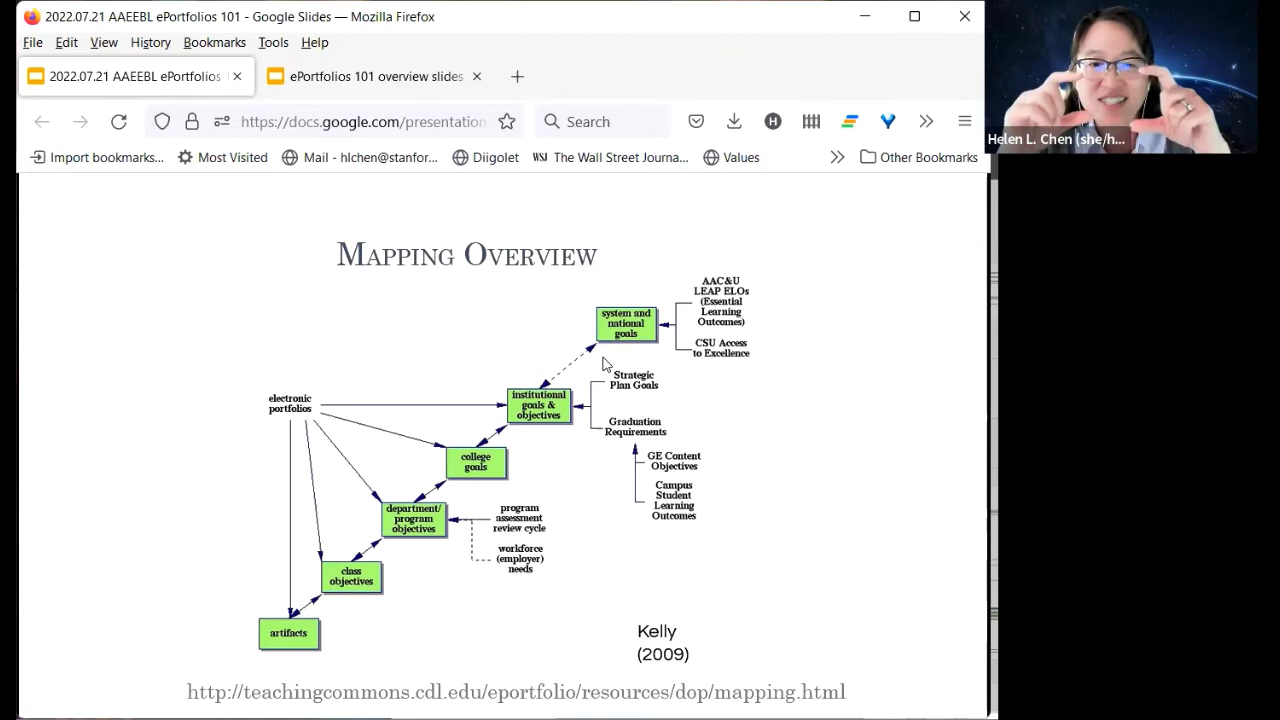 2022.07.21 AAEEBL ePortfolios 101 - Google Slides — Mozilla Firefox
File Edit View History Bookmarks Tools Help
2022.07.21 AAEEBL ePortfolios
ePortfolios 101 overview slides
https://docs.google.com/presentation
Search
H
Import bookmarks...
Most Visited
Mail - hlchen@stanfor...
Diigolet
WSJ
The Wall Street Journa...
Values
Other Bookmarks
Helen L. Chen (she/h...
Mapping Overview
AAC&U
LEAP ELOs
(Essential
Learning
Outcomes)
CSU Access
to Excellence
system and
national
goals
Strategic
Plan Goals
electronic
portfolios
institutional
goals &
objectives
Graduation
Requirements
college
goals
GE Content
Objectives
Campus
Student
Learning
Outcomes
department/
program
objectives
program
assessment
review cycle
workforce
(employer)
needs
class
objectives
artifacts
Kelly
(2009)
http://teachingcommons.cdl.edu/eportfolio/resources/dop/mapping.html